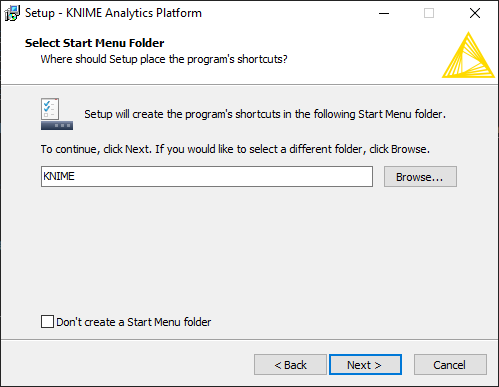 Setup - KNIME Analytics Platform
Select Start Menu Folder
Where should Setup place the program's shortcuts?
Setup will create the program's shortcuts in the following Start Menu folder.
To continue, click Next. If you would like to select a different folder, click Browse.
KNIME
Browse...
Don't create a Start Menu folder
< Back
Next >
Cancel